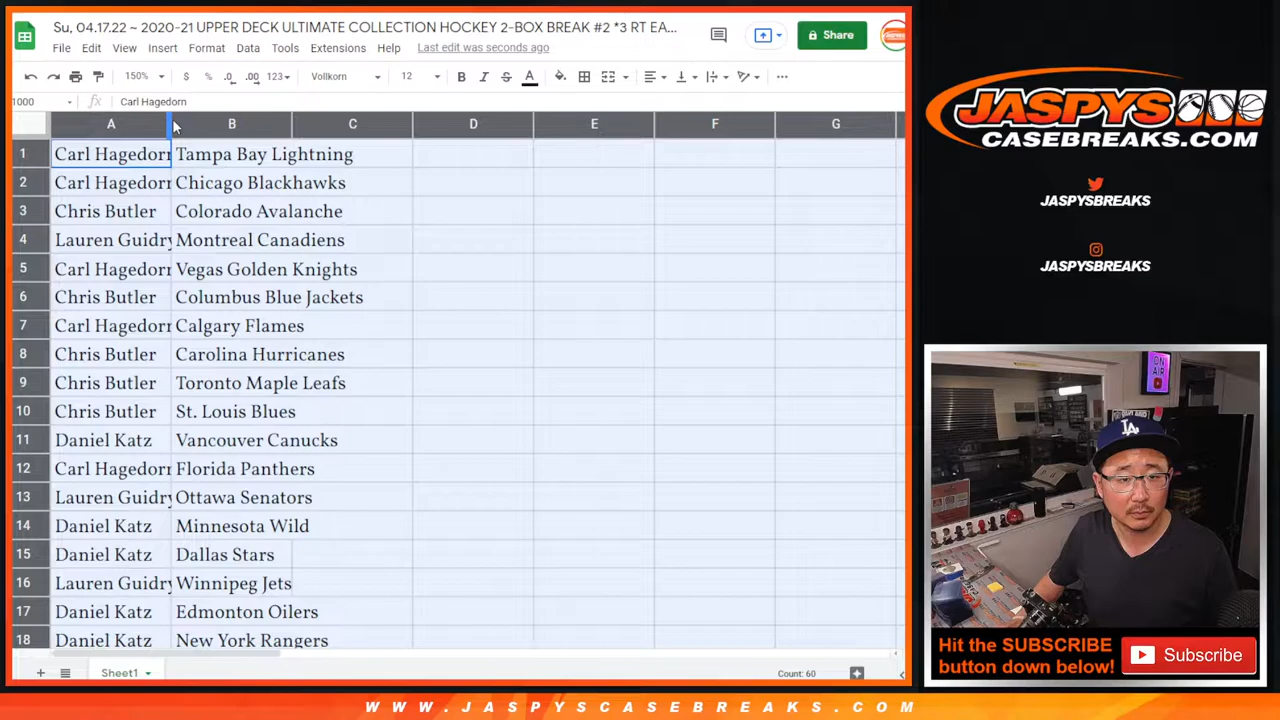 Su, 04.17.22 ~ 2020-21 UPPER DECK ULTIMATE COLLECTION HOCKEY 2-BOX BREAK #2 *3 RT EA...
File Edit View Insert Format Data Tools Extensions Help Last edit was seconds ago
Share
150% $ % .0 .00 123 Vollkorn 12 B I S A
1000 fx Carl Hagedorn
A B C D E F G
1 Carl Hagedorn Tampa Bay Lightning
2 Carl Hagedorn Chicago Blackhawks
3 Chris Butler Colorado Avalanche
4 Lauren Guidry Montreal Canadiens
5 Carl Hagedorn Vegas Golden Knights
6 Chris Butler Columbus Blue Jackets
7 Carl Hagedorn Calgary Flames
8 Chris Butler Carolina Hurricanes
9 Chris Butler Toronto Maple Leafs
10 Chris Butler St. Louis Blues
11 Daniel Katz Vancouver Canucks
12 Carl Hagedorn Florida Panthers
13 Lauren Guidry Ottawa Senators
14 Daniel Katz Minnesota Wild
15 Daniel Katz Dallas Stars
16 Lauren Guidry Winnipeg Jets
17 Daniel Katz Edmonton Oilers
18 Daniel Katz New York Rangers
Sheet1
Count: 60
JASPYS
CASEBREAKS.COM
JASPYSBREAKS
JASPYSBREAKS
ON
AIR
LA
Hit the SUBSCRIBE
button down below!
Subscribe
WWW.JASPYSCASEBREAKS.COM